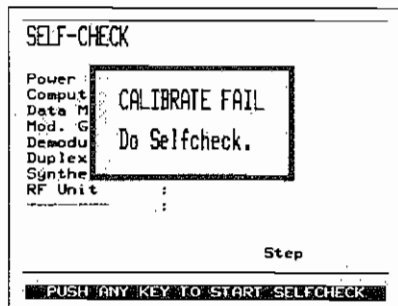 SELF-CHECK
Power :
Comput
Data M
Mod. G
Demodu
Duplex
Synthe
RF Unit :
:
CALIBRATE FAIL
Do Selfcheck.
Step
PUSH ANY KEY TO START SELFCHECK